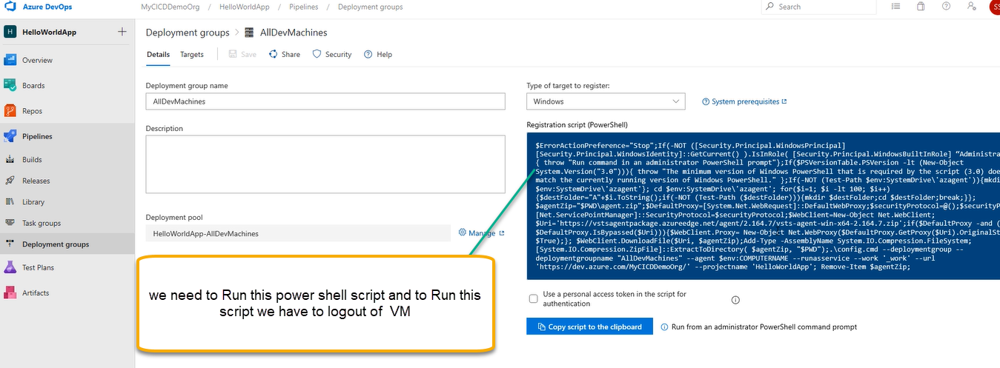 Azure DevOps
MyCICDDemoOrg / HelloWorldApp / Pipelines / Deployment groups
Search
SS
H HelloWorldApp
Overview
Boards
Repos
Pipelines
Builds
Releases
Library
Task groups
Deployment groups
Test Plans
Artifacts
Deployment groups > AllDevMachines
Details Targets Save Share Security Help
Deployment group name
AllDevMachines
Description
Deployment pool
HelloWorldApp-AllDevMachines
Manage
Type of target to register:
Windows
System prerequisites
Registration script (PowerShell)
$ErrorActionPreference="Stop";If(-NOT ([Security.Principal.WindowsPrincipal]
[Security.Principal.WindowsIdentity]::GetCurrent() ).IsInRole( [Security.Principal.WindowsBuiltInRole] “Administra
{ throw "Run command in an administrator PowerShell prompt"};If($PSVersionTable.PSVersion -lt (New-Object
System.Version("3.0"))){ throw "The minimum version of Windows PowerShell that is required by the script (3.0) doe
match the currently running version of Windows PowerShell." };If(-NOT (Test-Path $env:SystemDrive\'azagent')){mkdi
$env:SystemDrive\'azagent'}; cd $env:SystemDrive\'azagent'; for($i=1; $i -lt 100; $i++)
{$destFolder="A"+$i.ToString();if(-NOT (Test-Path ($destFolder))){mkdir $destFolder;cd $destFolder;break;}};
$agentZip="$PWD\agent.zip";$DefaultProxy=[System.Net.WebRequest]::DefaultWebProxy;$securityProtocol=@();$securityP
[Net.ServicePointManager]::SecurityProtocol=$securityProtocol;$WebClient=New-Object Net.WebClient;
$Uri='https://vstsagentpackage.azureedge.net/agent/2.164.7/vsts-agent-win-x64-2.164.7.zip';if($DefaultProxy -and (
$DefaultProxy.IsBypassed($Uri))){$WebClient.Proxy= New-Object Net.WebProxy($DefaultProxy.GetProxy($Uri).OriginalSt
$True);}; $WebClient.DownloadFile($Uri, $agentZip);Add-Type -AssemblyName System.IO.Compression.FileSystem;
[System.IO.Compression.ZipFile]::ExtractToDirectory( $agentZip, "$PWD");.\config.cmd --deploymentgroup --
deploymentgroupname "AllDevMachines" --agent $env:COMPUTERNAME --runasservice --work '_work' --url
'https://dev.azure.com/MyCICDDemoOrg/' --projectname 'HelloWorldApp'; Remove-Item $agentZip;
Use a personal access token in the script for
authentication
Copy script to the clipboard
Run from an administrator PowerShell command prompt
we need to Run this power shell script and to Run this
script we have to logout of VM